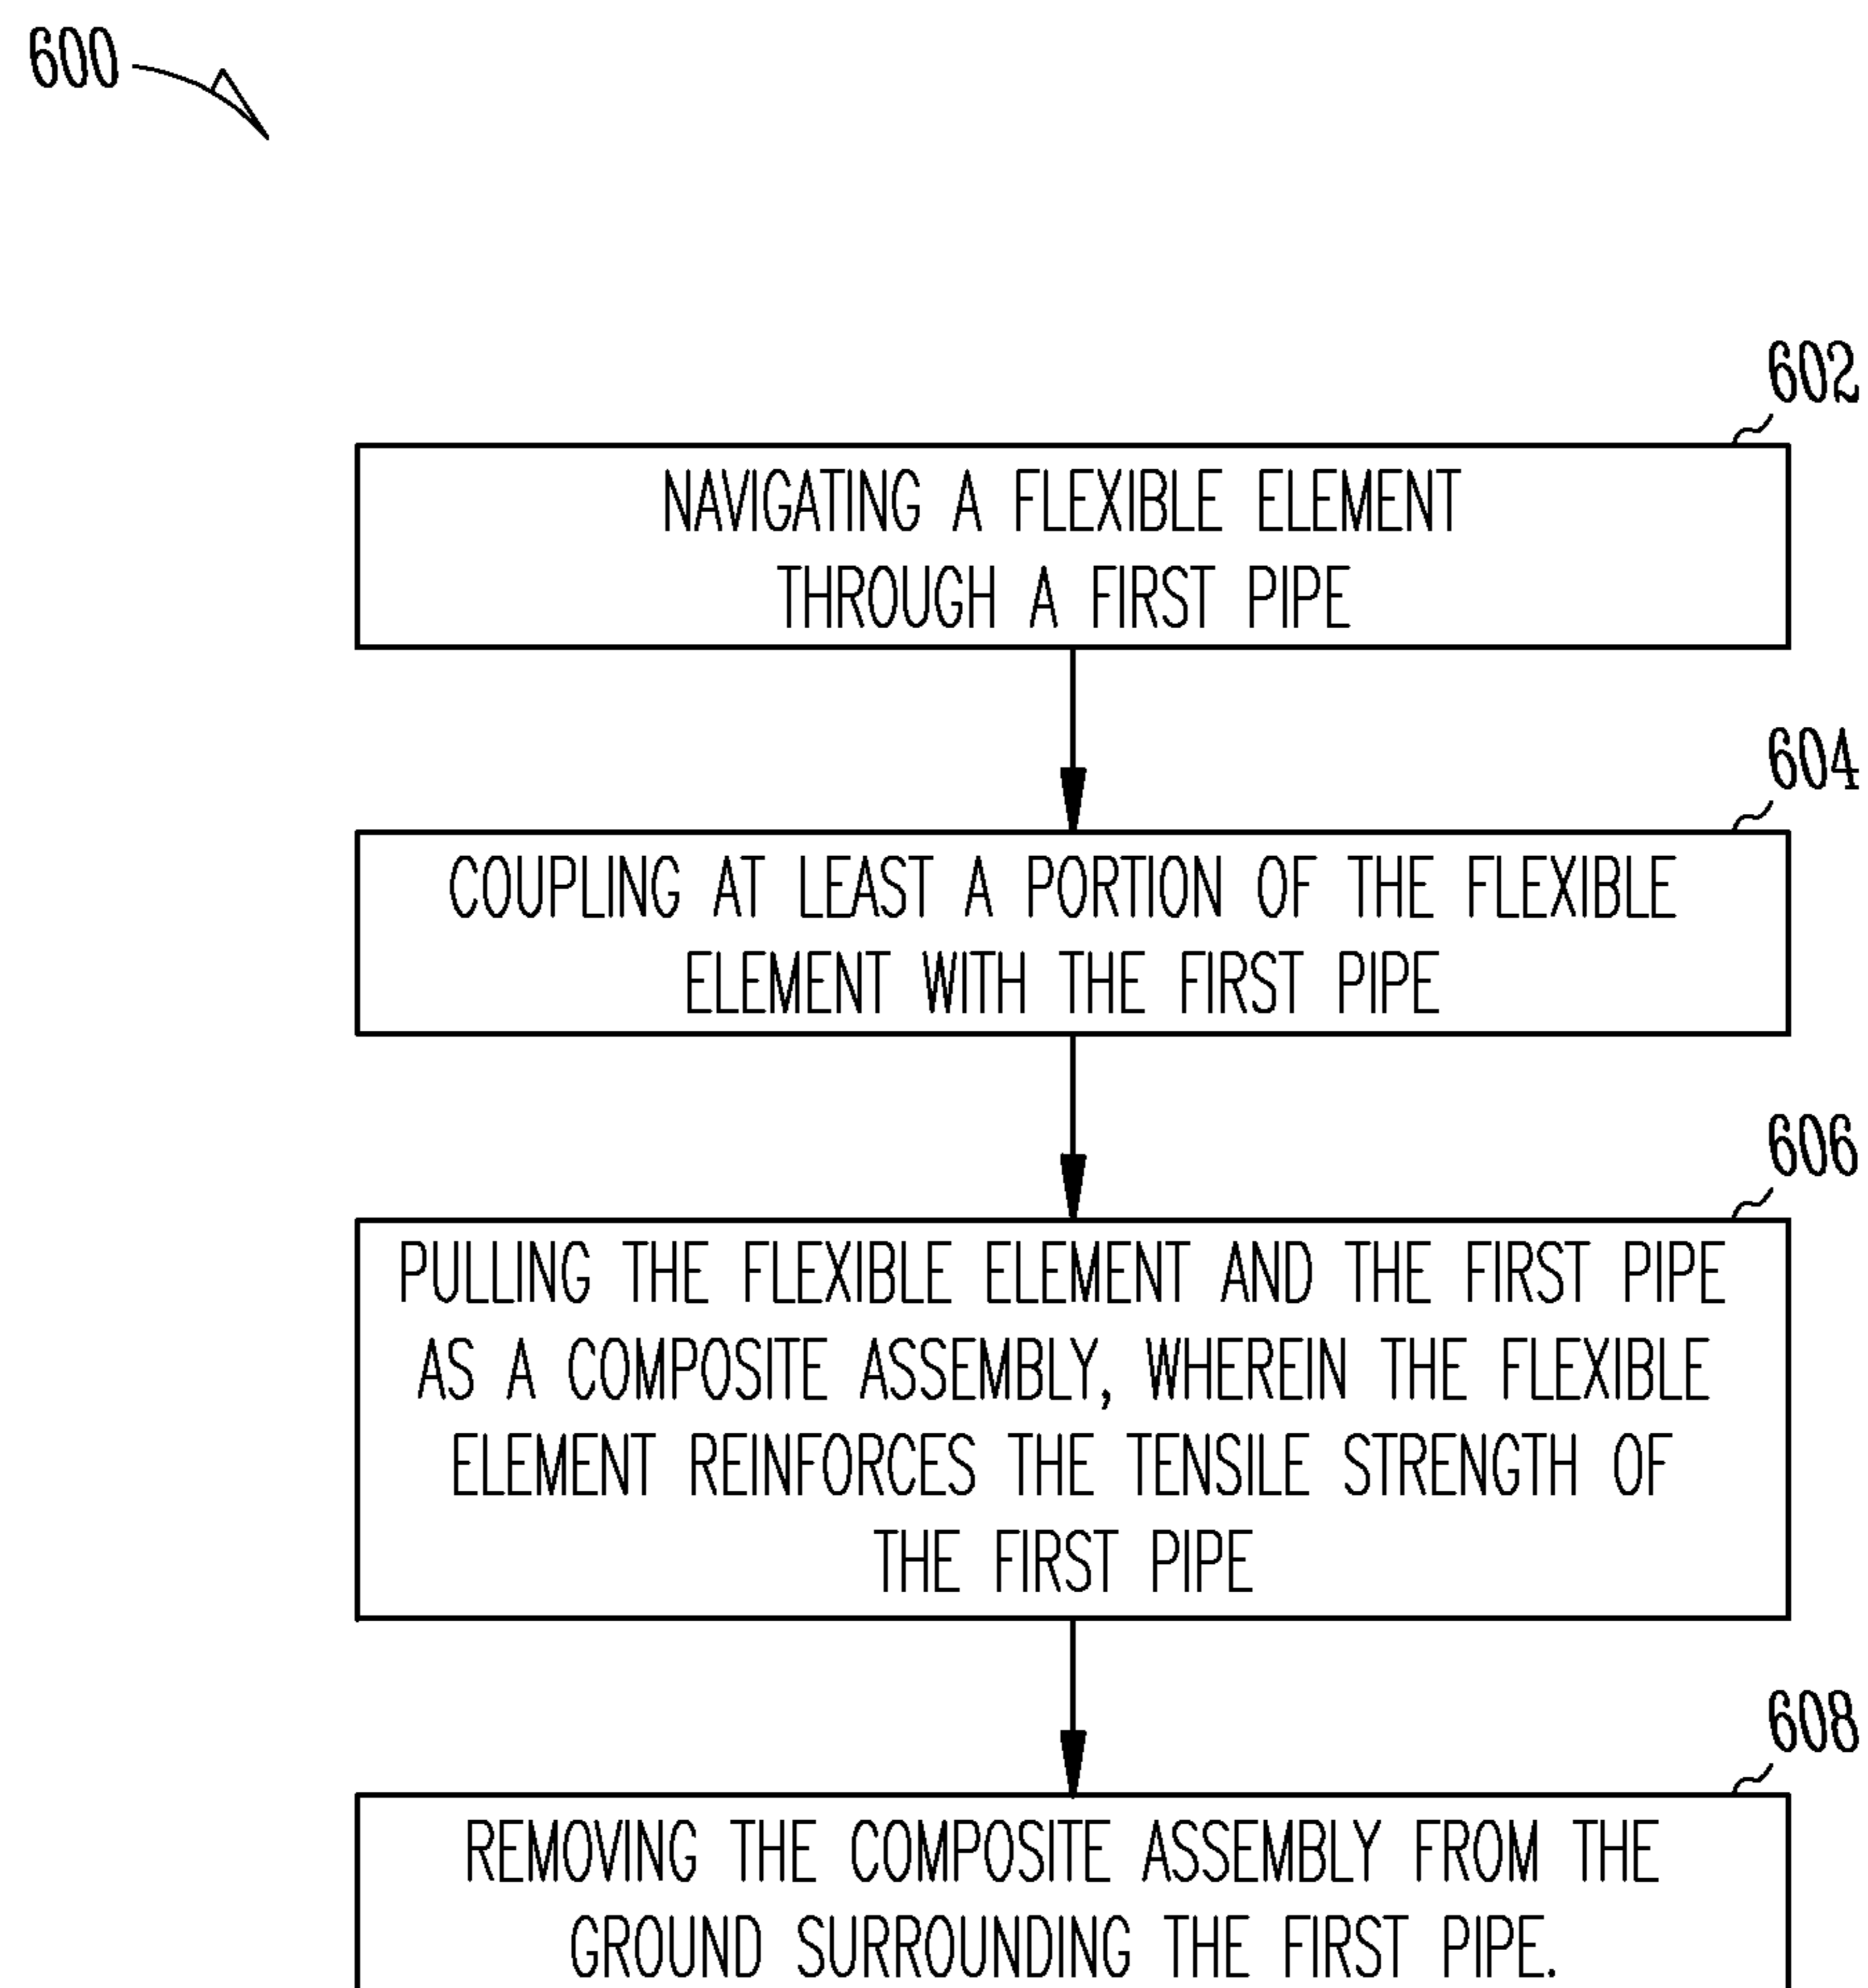 600
602
NAVIGATING A FLEXIBLE ELEMENT
THROUGH A FIRST PIPE
604
COUPLING AT LEAST A PORTION OF THE FLEXIBLE
ELEMENT WITH THE FIRST PIPE
606
PULLING THE FLEXIBLE ELEMENT AND THE FIRST PIPE
AS A COMPOSITE ASSEMBLY, WHEREIN THE FLEXIBLE
ELEMENT REINFORCES THE TENSILE STRENGTH OF
THE FIRST PIPE
608
REMOVING THE COMPOSITE ASSEMBLY FROM THE
GROUND SURROUNDING THE FIRST PIPE.